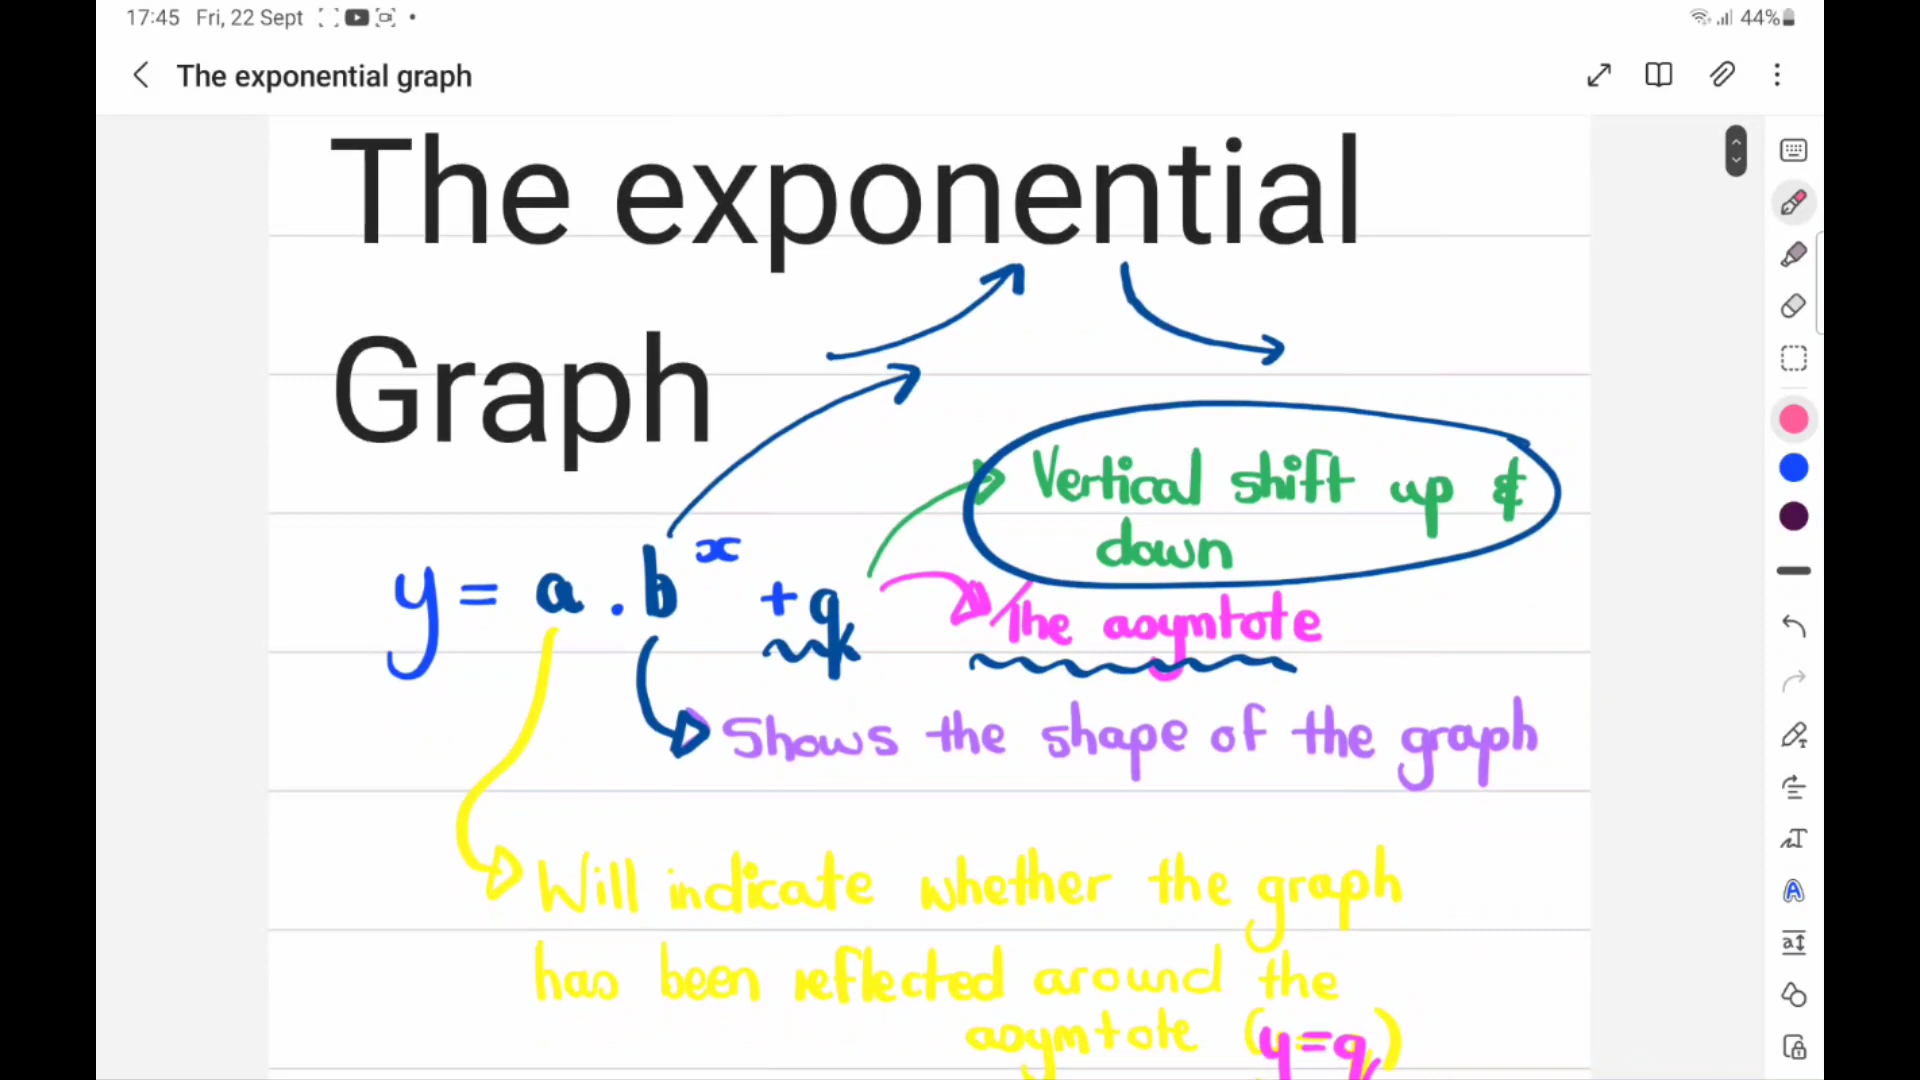 17:45 Fri, 22 Sept
44%
The exponential graph
The exponential
Graph
Vertical shift up &
down
y = a . b^x + q
The asymtote
Shows the shape of the graph
Will indicate whether the graph
has been reflected around the
asymtote (y=q)